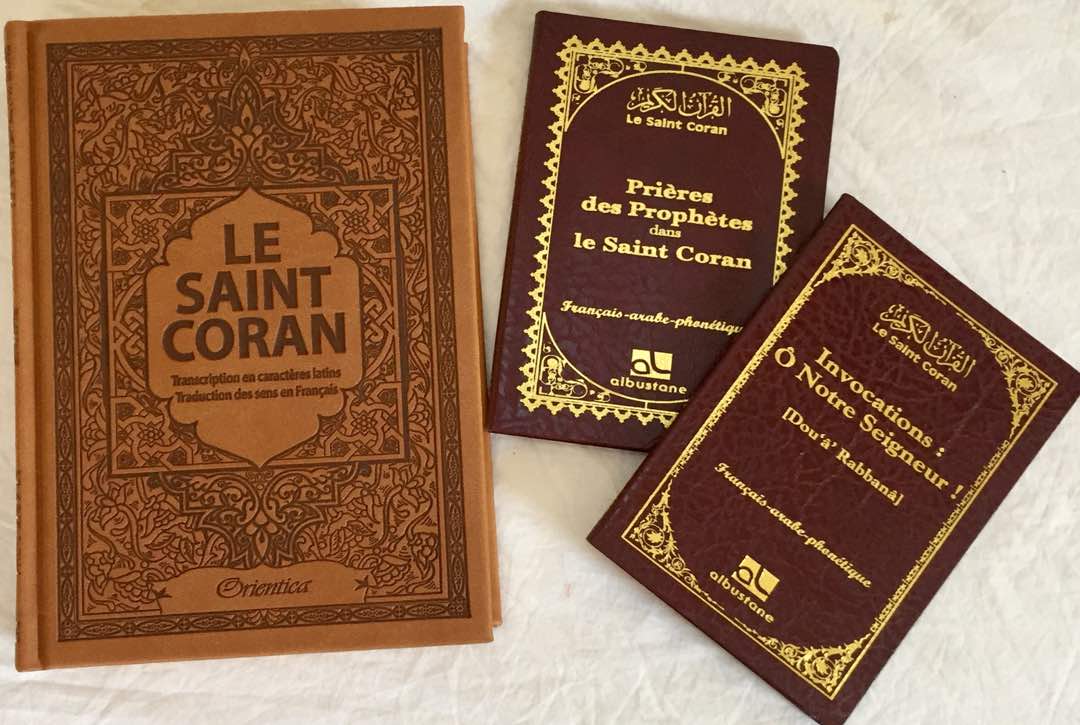 LE
SAINT
CORAN
Transcription en caractères latins
Traduction des sens en Français
Orientica
القرآن الكريم
Le Saint Coran
Prières
des Prophètes
dans
le Saint Coran
Français-arabe-phonétique
albustane
القرآن الكريم
Le Saint Coran
Invocations :
Ô Notre Seigneur !
[Dou‘â’ Rabbanâ]
Français-arabe-phonétique
albustane